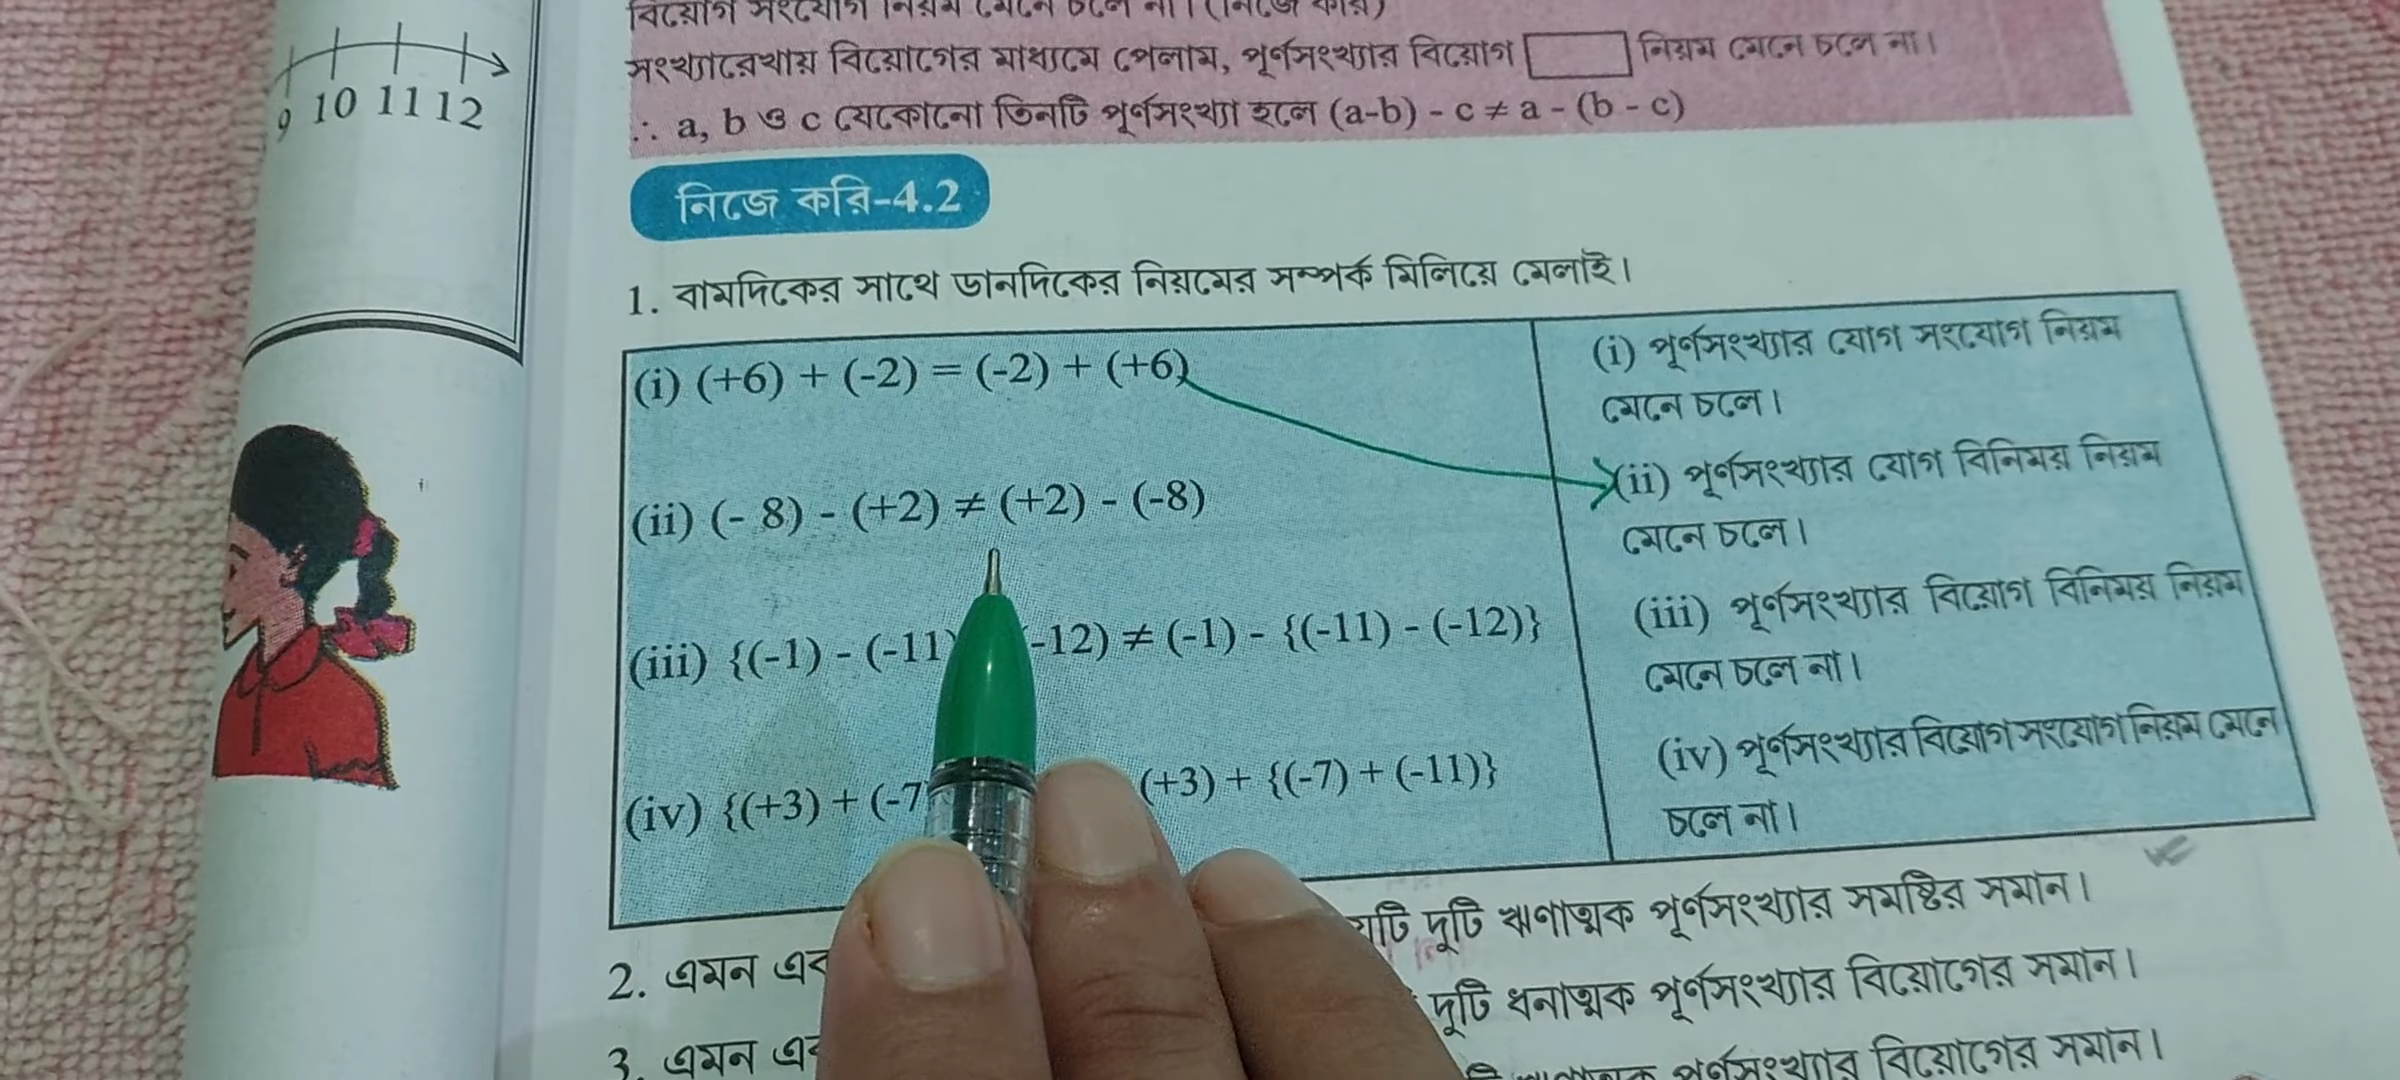 বিয়োগ সংযোগ নিয়ম মেনে চলে না। (নিজে করি)
সংখ্যারেখায় বিয়োগের মাধ্যমে পেলাম, পূর্ণসংখ্যার বিয়োগ নিয়ম মেনে চলে না।
∴ a, b ও c যেকোনো তিনটি পূর্ণসংখ্যা হলে (a-b) - c ≠ a - (b - c)
9 10 11 12
নিজে করি-4.2
1. বামদিকের সাথে ডানদিকের নিয়মের সম্পর্ক মিলিয়ে মেলাই।
(i) (+6) + (-2) = (-2) + (+6)
(ii) (- 8) - (+2) ≠ (+2) - (-8)
(iii) {(-1) - (-11) -12) ≠ (-1) - {(-11) - (-12)}
(iv) {(+3) + (-7 (+3) + {(-7) + (-11)}
(i) পূর্ণসংখ্যার যোগ সংযোগ নিয়ম
মেনে চলে।
(ii) পূর্ণসংখ্যার যোগ বিনিময় নিয়ম
মেনে চলে।
(iii) পূর্ণসংখ্যার বিয়োগ বিনিময় নিয়ম
মেনে চলে না।
(iv) পূর্ণসংখ্যার বিয়োগ সংযোগ নিয়ম মেনে
চলে না।
2. এমন দুটি ঋণাত্মক পূর্ণসংখ্যার সমষ্টির সমান।
3. এমন দুটি ধনাত্মক পূর্ণসংখ্যার বিয়োগের সমান।
পূর্ণসংখ্যার বিয়োগের সমান।